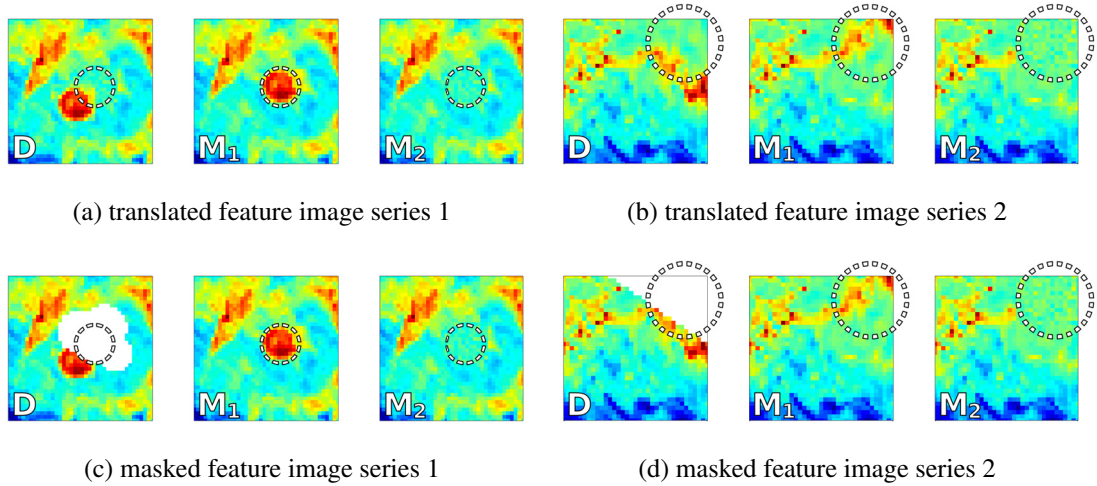 D M₁ M₂ D M₁ M₂
(a) translated feature image series 1 (b) translated feature image series 2
D M₁ M₂ D M₁ M₂
(c) masked feature image series 1 (d) masked feature image series 2